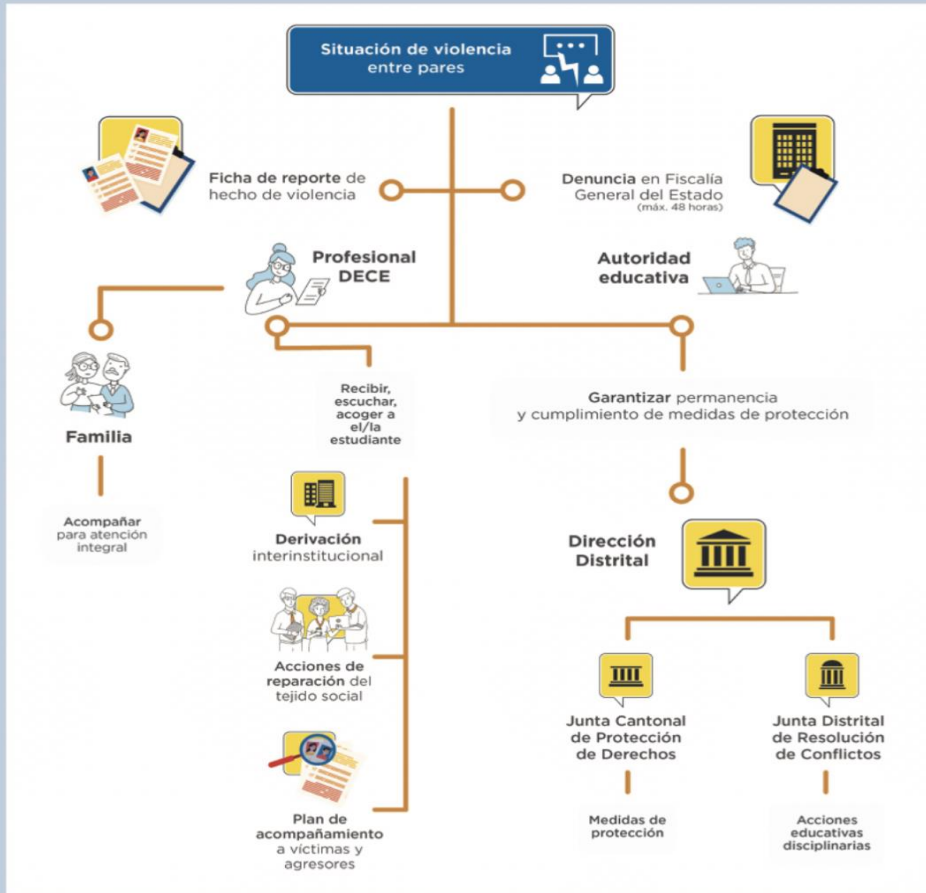 Situación de violencia
entre pares
Ficha de reporte de
hecho de violencia
Denuncia en Fiscalía
General del Estado
(máx. 48 horas)
Profesional
DECE
Autoridad
educativa
Familia
Acompañar
para atención
integral
Recibir,
escuchar,
acoger a
el/la
estudiante
Derivación
interinstitucional
Acciones de
reparación del
tejido social
Plan de
acompañamiento
a víctimas y
agresores
Garantizar permanencia
y cumplimiento de medidas de protección
Dirección
Distrital
Junta Cantonal
de Protección
de Derechos
Medidas de
protección
Junta Distrital
de Resolución
de Conflictos
Acciones
educativas
disciplinarias